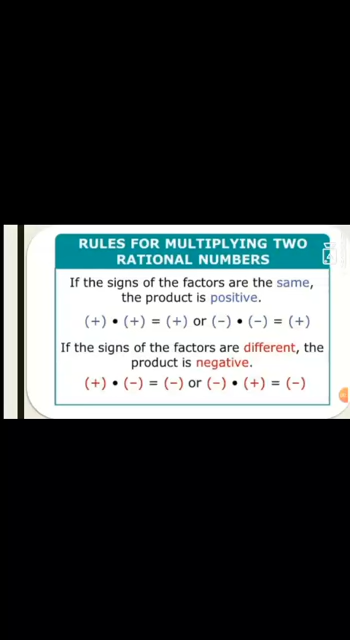 RULES FOR MULTIPLYING TWO
RATIONAL NUMBERS
If the signs of the factors are the same,
the product is positive.
(+) • (+) = (+) or (−) • (−) = (+)
If the signs of the factors are different, the
product is negative.
(+) • (−) = (−) or (−) • (+) = (−)